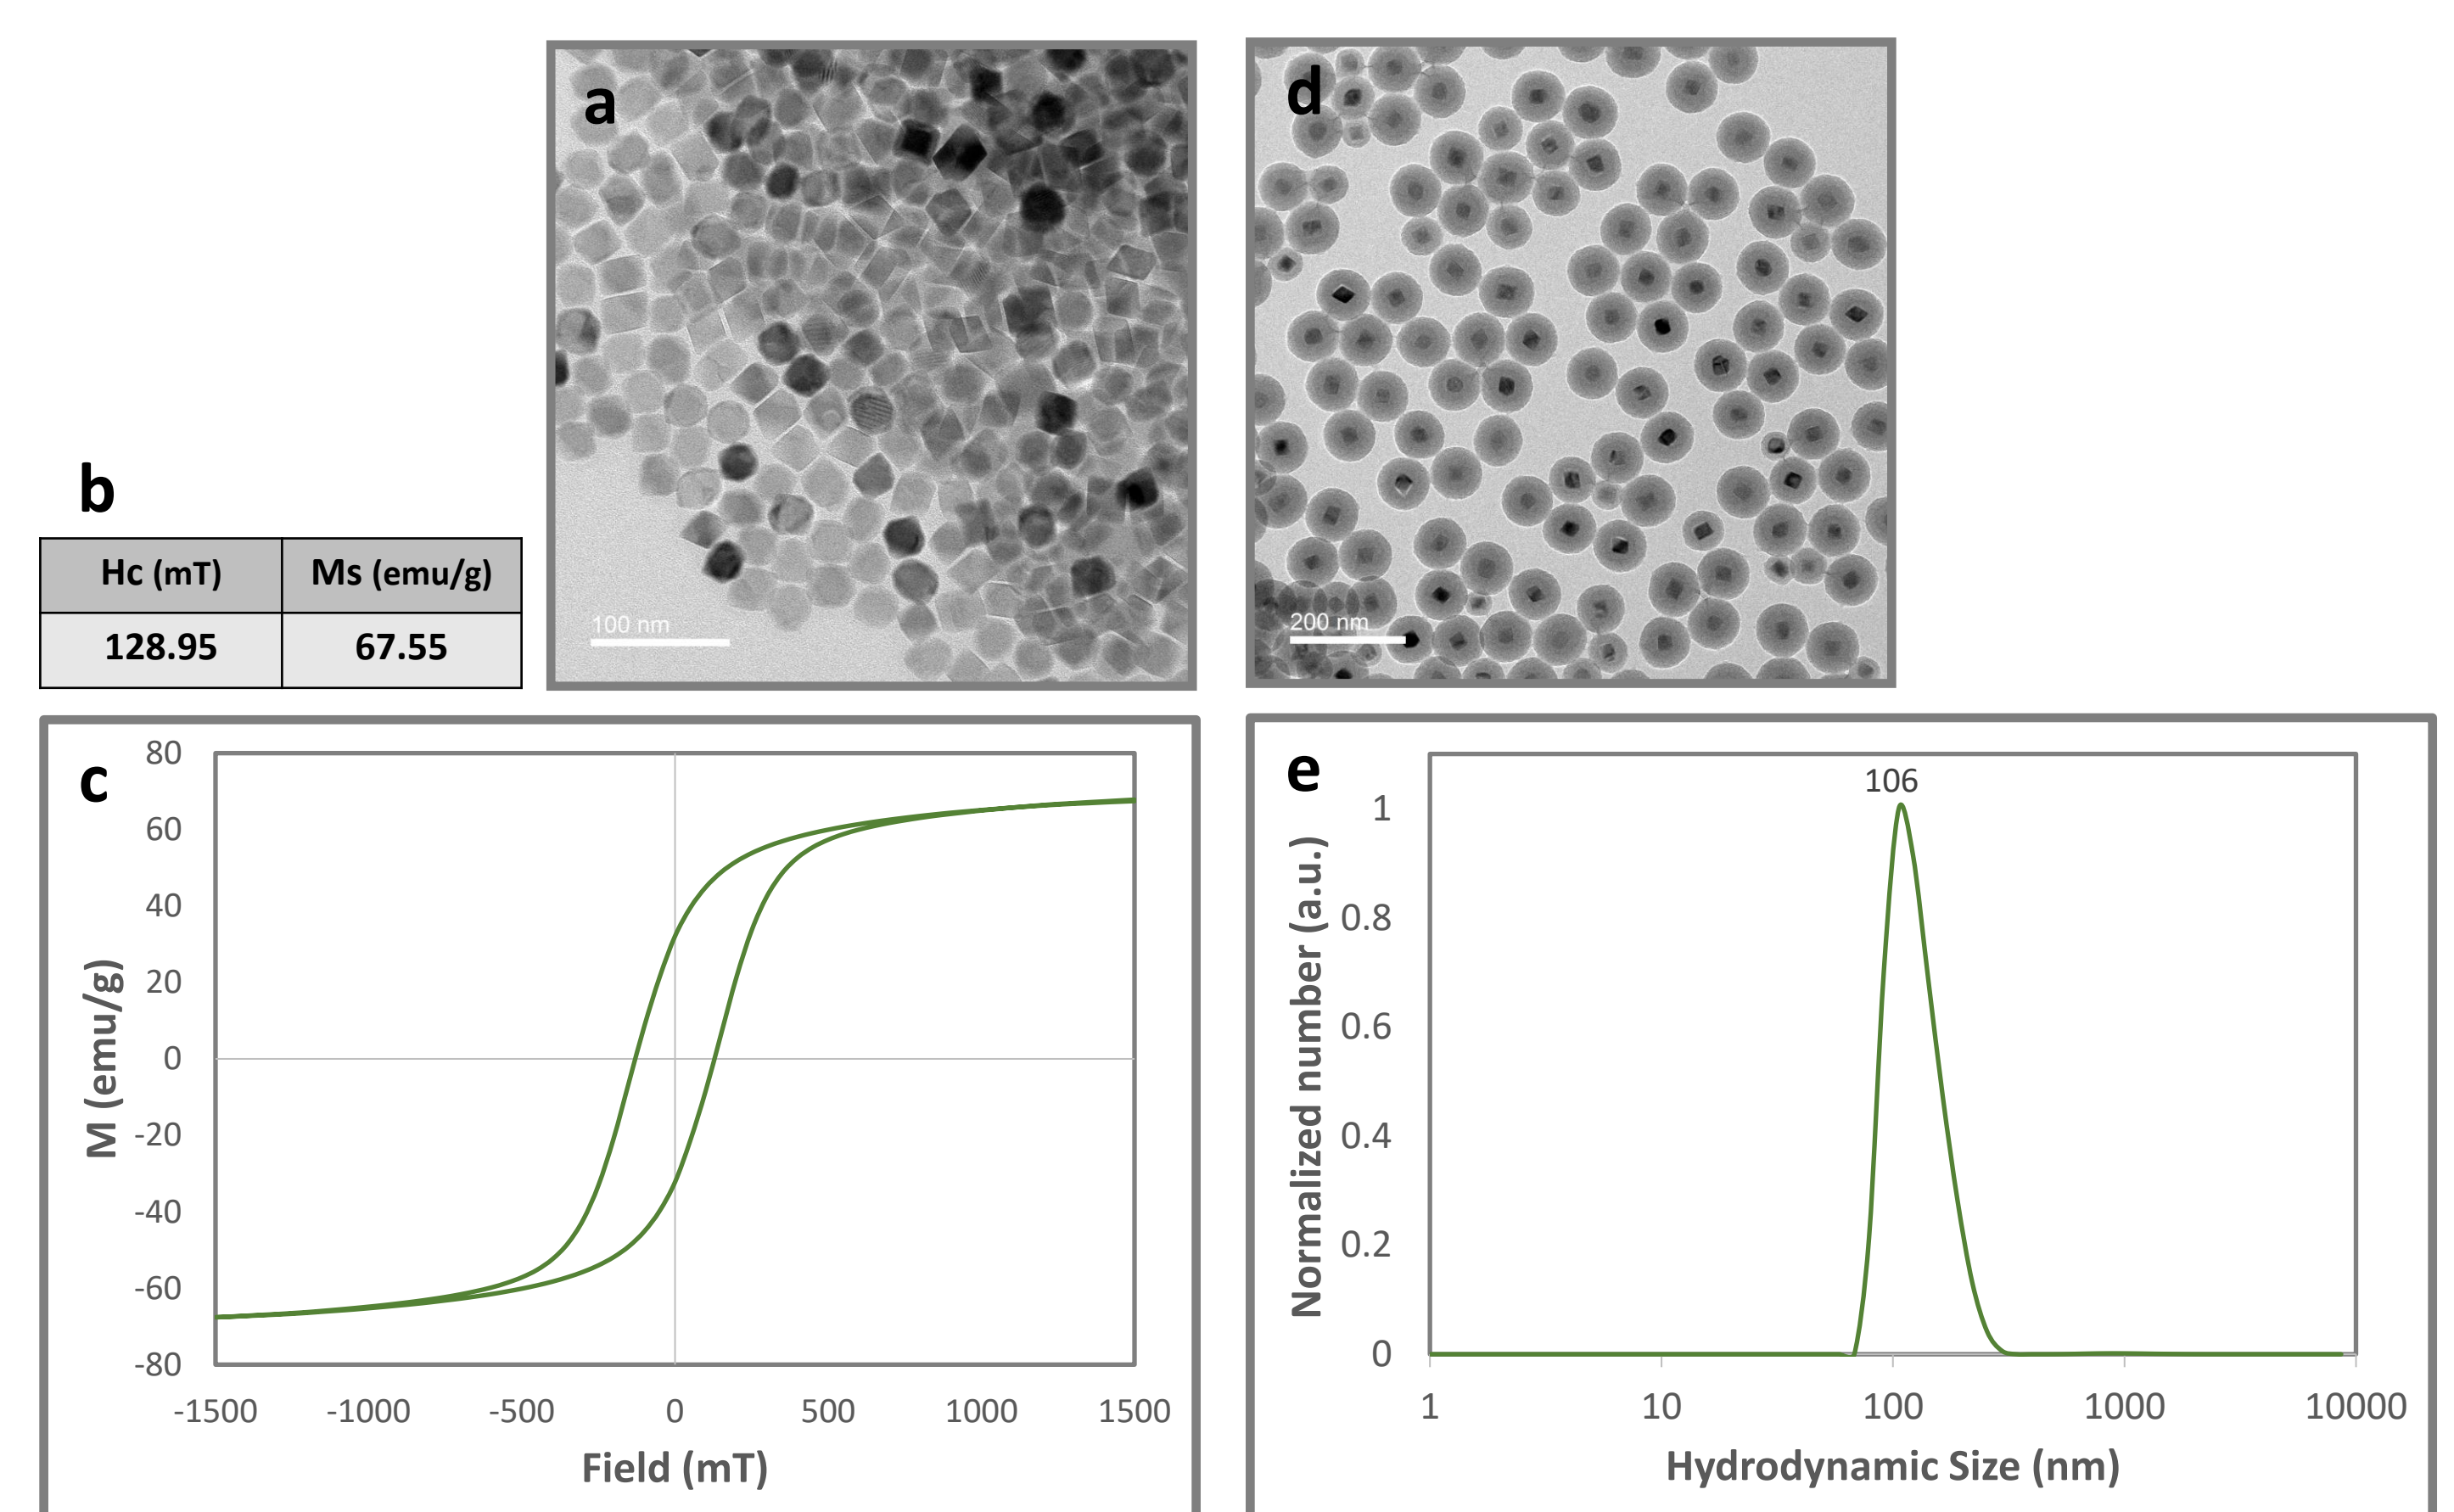 a
100 nm
b
Hc (mT) Ms (emu/g)
128.95 67.55
c
80
60
40
20
0
-20
-40
-60
-80
M (emu/g)
-1500 -1000 -500 0 500 1000 1500
Field (mT)
d
200 nm
e
106
1
0.8
0.6
0.4
0.2
0
Normalized number (a.u.)
1 10 100 1000 10000
Hydrodynamic Size (nm)